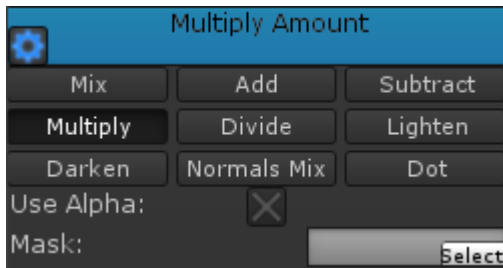 Multiply Amount
Mix Add Subtract
Multiply Divide Lighten
Darken Normals Mix Dot
Use Alpha:
Mask: Select